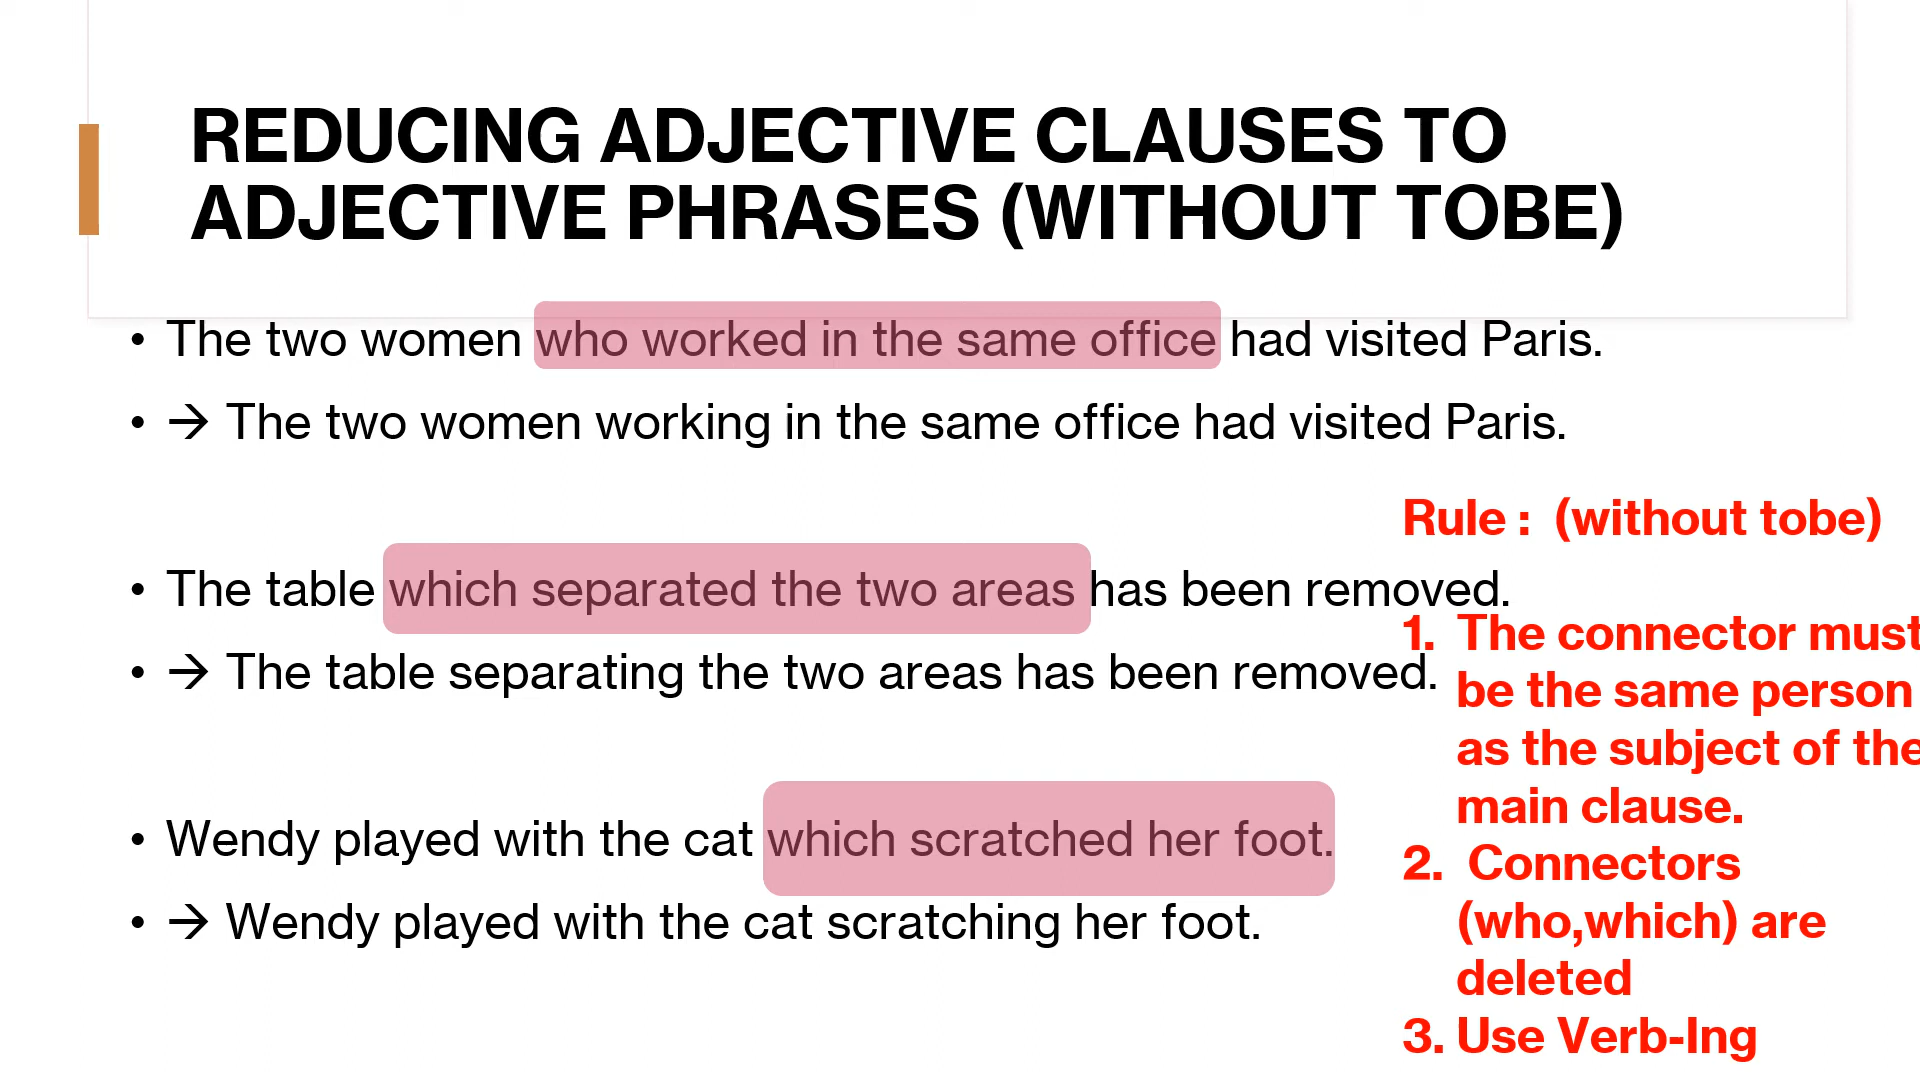 REDUCING ADJECTIVE CLAUSES TO
ADJECTIVE PHRASES (WITHOUT TOBE)
• The two women who worked in the same office had visited Paris.
• → The two women working in the same office had visited Paris.
• The table which separated the two areas has been removed.
• → The table separating the two areas has been removed.
• Wendy played with the cat which scratched her foot.
• → Wendy played with the cat scratching her foot.
Rule : (without tobe)
1. The connector must
be the same person
as the subject of the
main clause.
2. Connectors
(who,which) are
deleted
3. Use Verb-Ing